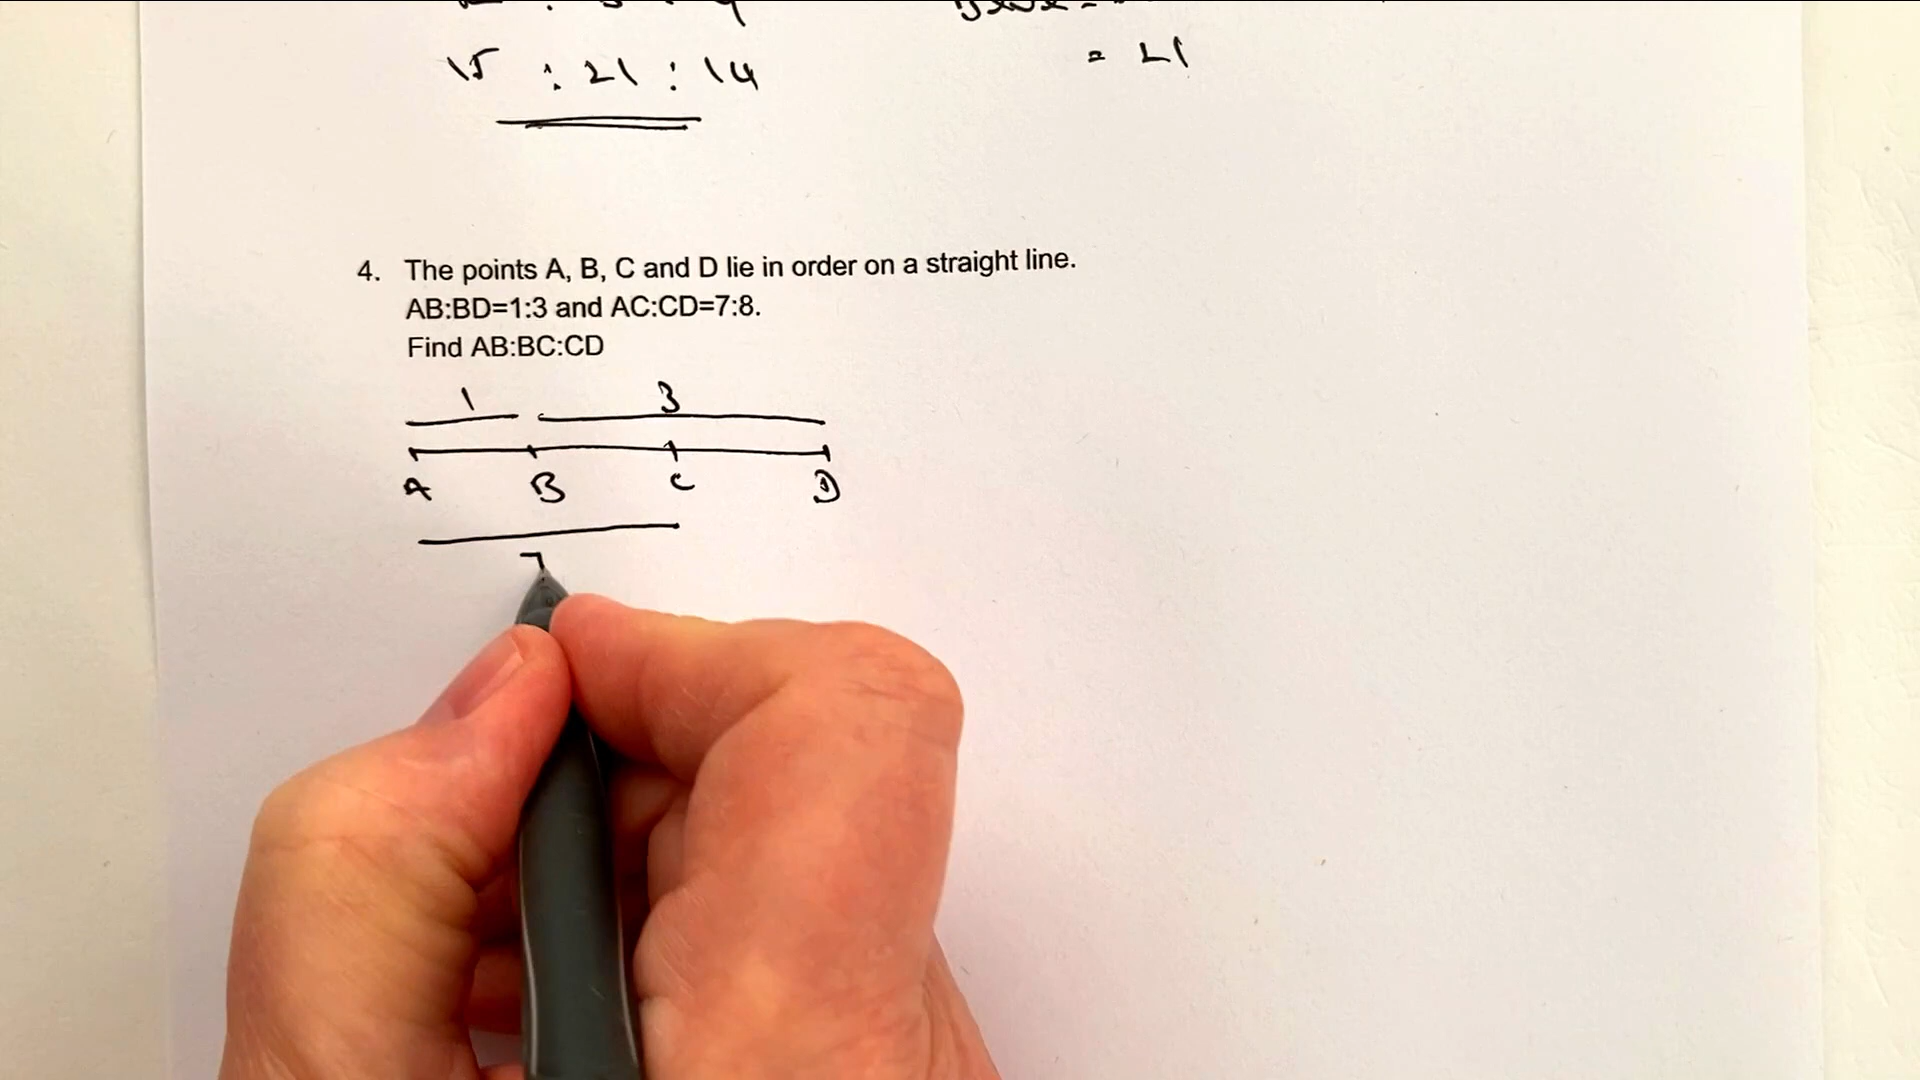 15 : 21 : 14
= 21
4. The points A, B, C and D lie in order on a straight line.
AB:BD=1:3 and AC:CD=7:8.
Find AB:BC:CD
1 3
A B C D
7